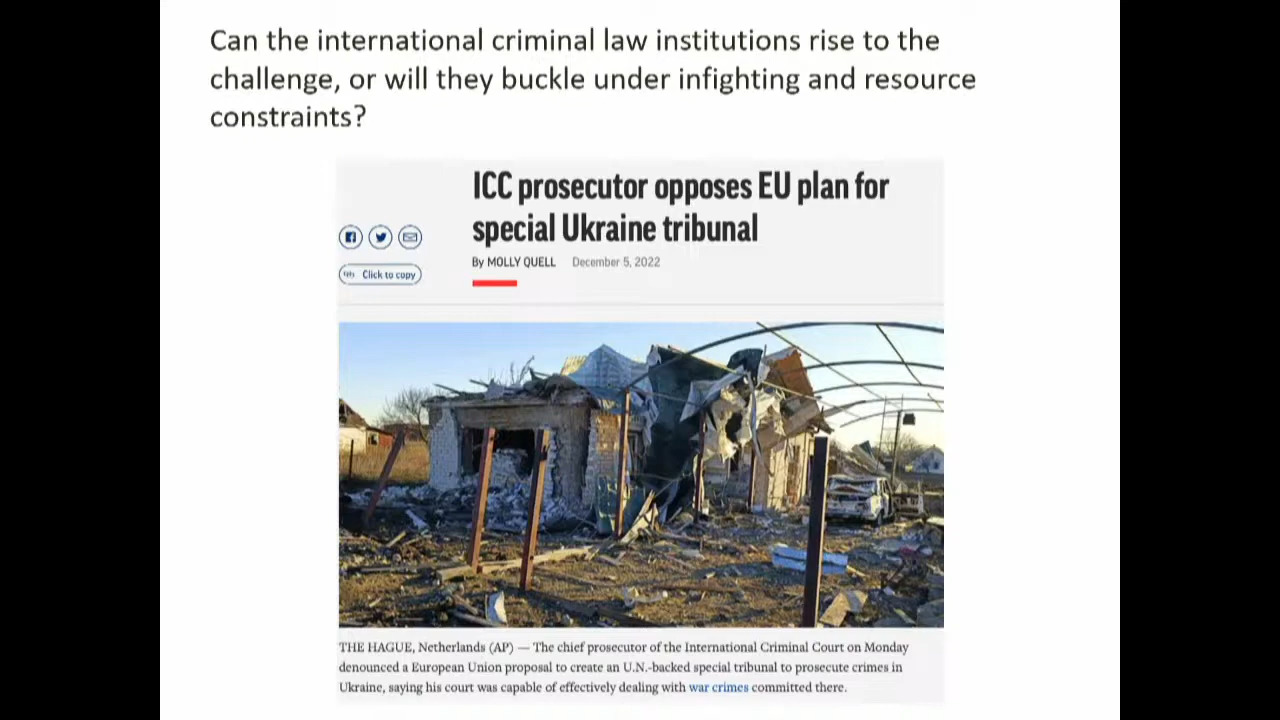 Can the international criminal law institutions rise to the
challenge, or will they buckle under infighting and resource
constraints?
ICC prosecutor opposes EU plan for
special Ukraine tribunal
By MOLLY QUELL December 5, 2022
Click to copy
THE HAGUE, Netherlands (AP) — The chief prosecutor of the International Criminal Court on Monday
denounced a European Union proposal to create an U.N.-backed special tribunal to prosecute crimes in
Ukraine, saying his court was capable of effectively dealing with war crimes committed there.